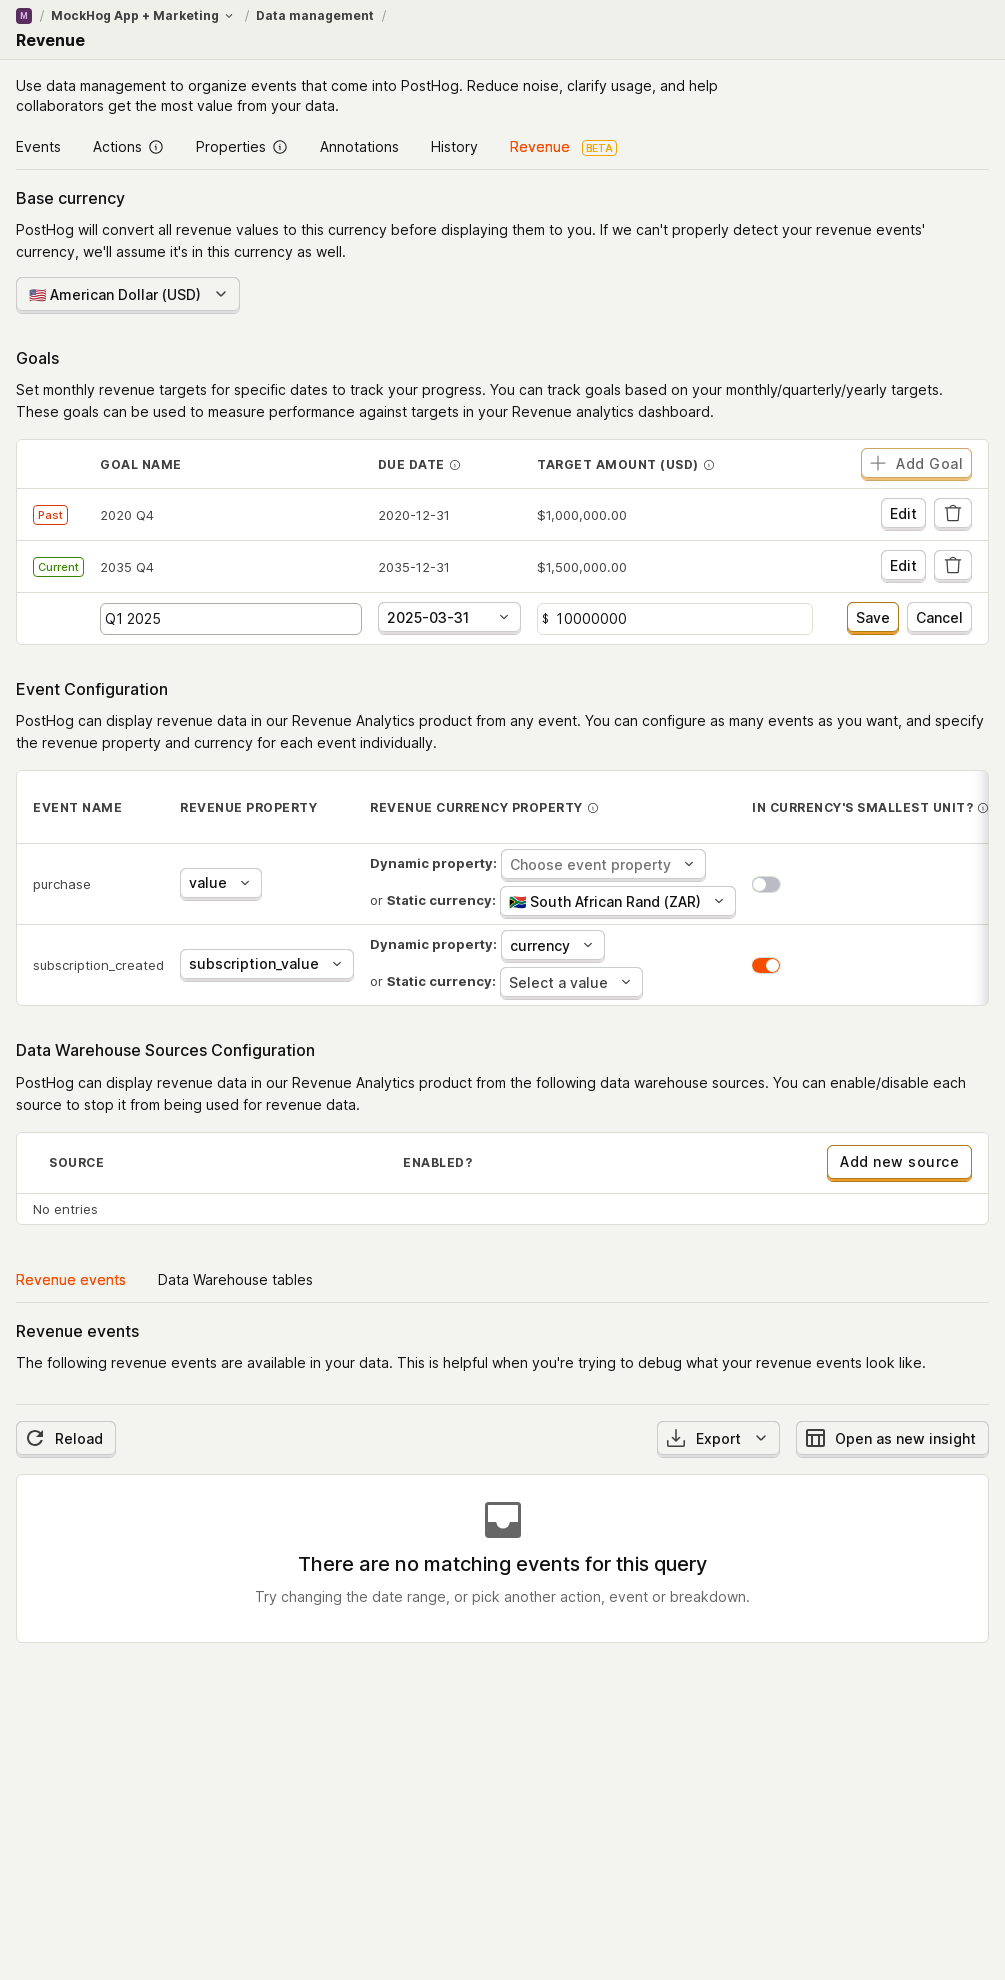 M / MockHog App + Marketing / Data management /
Revenue
Use data management to organize events that come into PostHog. Reduce noise, clarify usage, and help
collaborators get the most value from your data.
Events Actions Properties Annotations History Revenue BETA
Base currency
PostHog will convert all revenue values to this currency before displaying them to you. If we can't properly detect your revenue events'
currency, we'll assume it's in this currency as well.
🇺🇸 American Dollar (USD)
Goals
Set monthly revenue targets for specific dates to track your progress. You can track goals based on your monthly/quarterly/yearly targets.
These goals can be used to measure performance against targets in your Revenue analytics dashboard.
GOAL NAME DUE DATE TARGET AMOUNT (USD) Add Goal
Past 2020 Q4 2020-12-31 $1,000,000.00 Edit
Current 2035 Q4 2035-12-31 $1,500,000.00 Edit
Q1 2025 2025-03-31 $ 10000000 Save Cancel
Event Configuration
PostHog can display revenue data in our Revenue Analytics product from any event. You can configure as many events as you want, and specify
the revenue property and currency for each event individually.
EVENT NAME REVENUE PROPERTY REVENUE CURRENCY PROPERTY IN CURRENCY'S SMALLEST UNIT?
purchase value Dynamic property: Choose event property
or Static currency: 🇿🇦 South African Rand (ZAR)
subscription_created subscription_value Dynamic property: currency
or Static currency: Select a value
Data Warehouse Sources Configuration
PostHog can display revenue data in our Revenue Analytics product from the following data warehouse sources. You can enable/disable each
source to stop it from being used for revenue data.
SOURCE ENABLED? Add new source
No entries
Revenue events Data Warehouse tables
Revenue events
The following revenue events are available in your data. This is helpful when you're trying to debug what your revenue events look like.
Reload Export Open as new insight
There are no matching events for this query
Try changing the date range, or pick another action, event or breakdown.